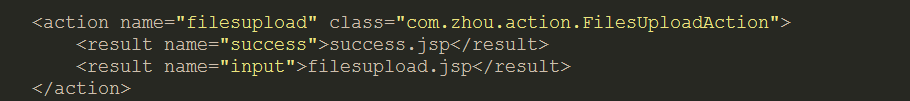 <action name="filesupload" class="com.zhou.action.FilesUploadAction">
<result name="success">success.jsp</result>
<result name="input">filesupload.jsp</result>
</action>